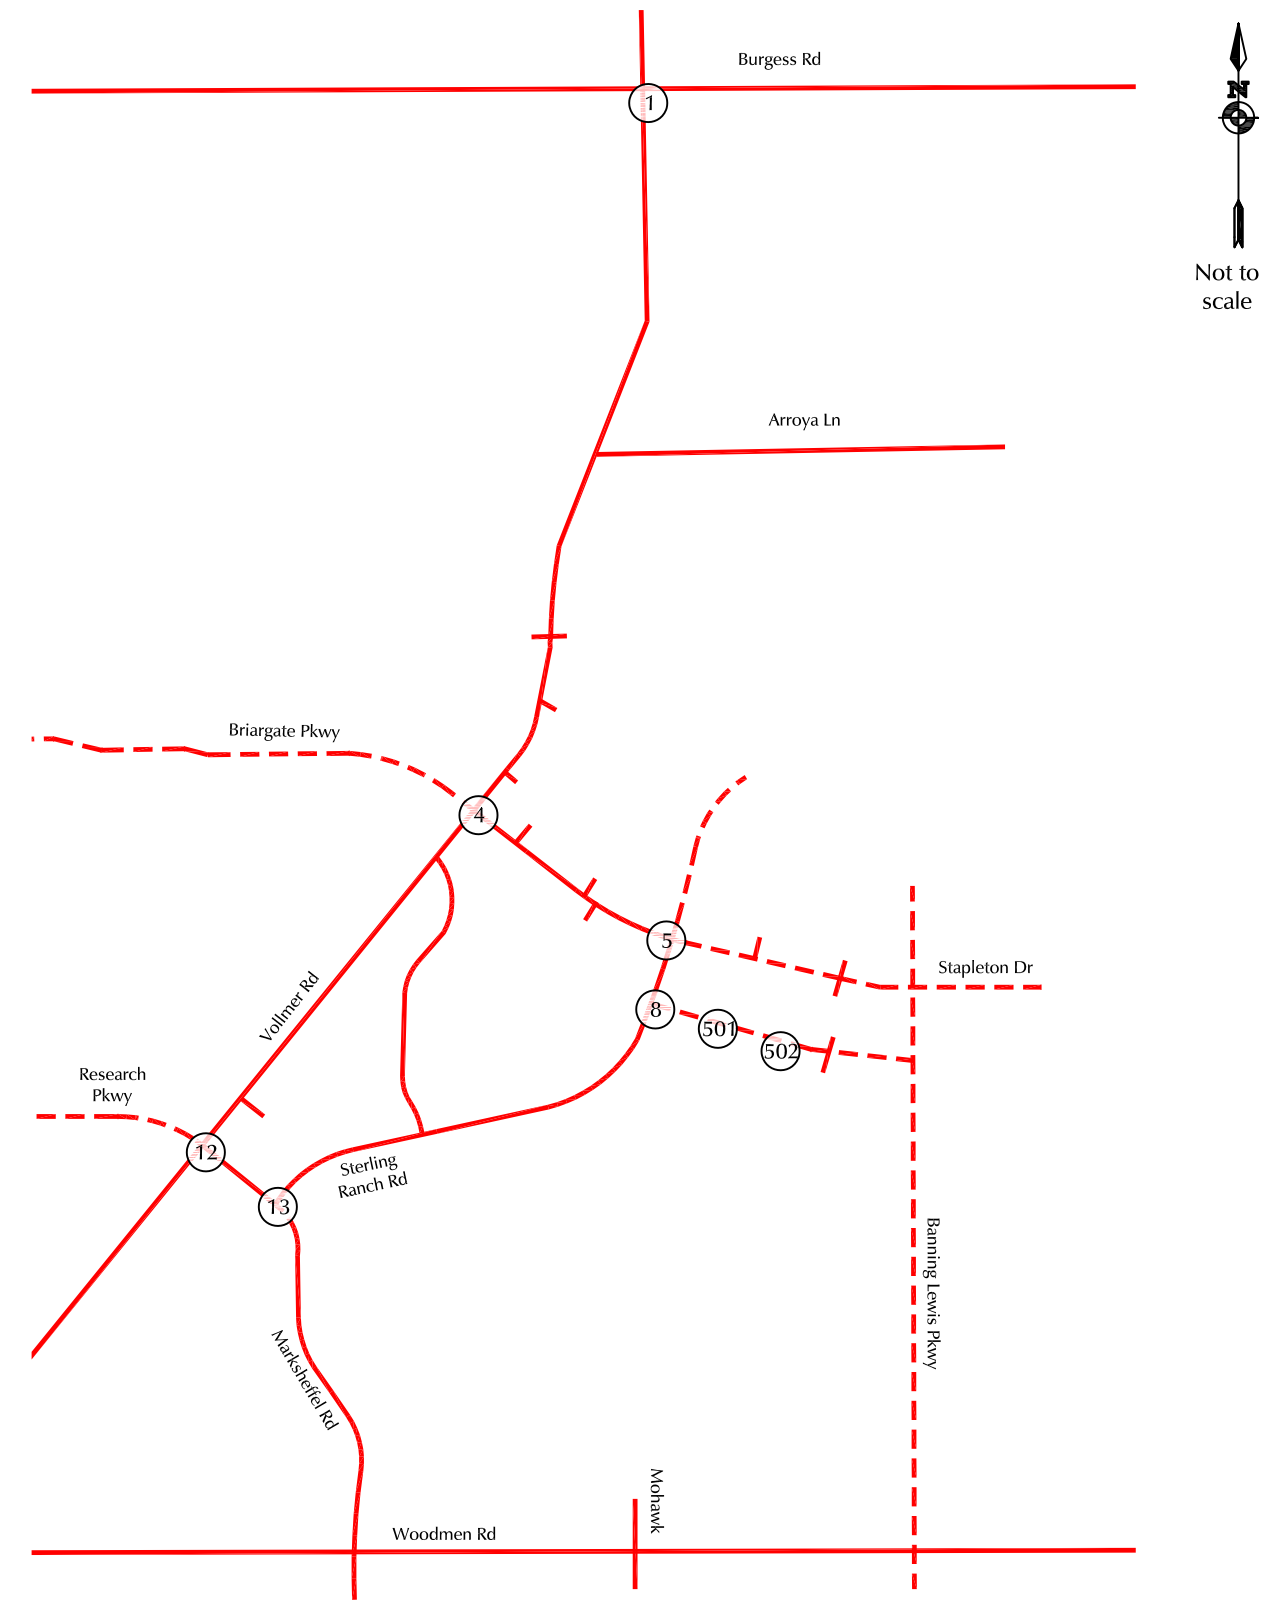 Burgess Rd
N
1
Not to
scale
Arroya Ln
Briargate Pkwy
4
5
Stapleton Dr
Vollmer Rd
8
501
502
Research
Pkwy
12
Sterling
Ranch Rd
13
Banning Lewis Pkwy
Marksheffel Rd
Mohawk
Woodmen Rd